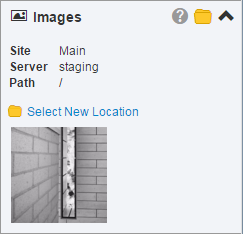 Images ?
Site Main
Server staging
Path /
Select New Location